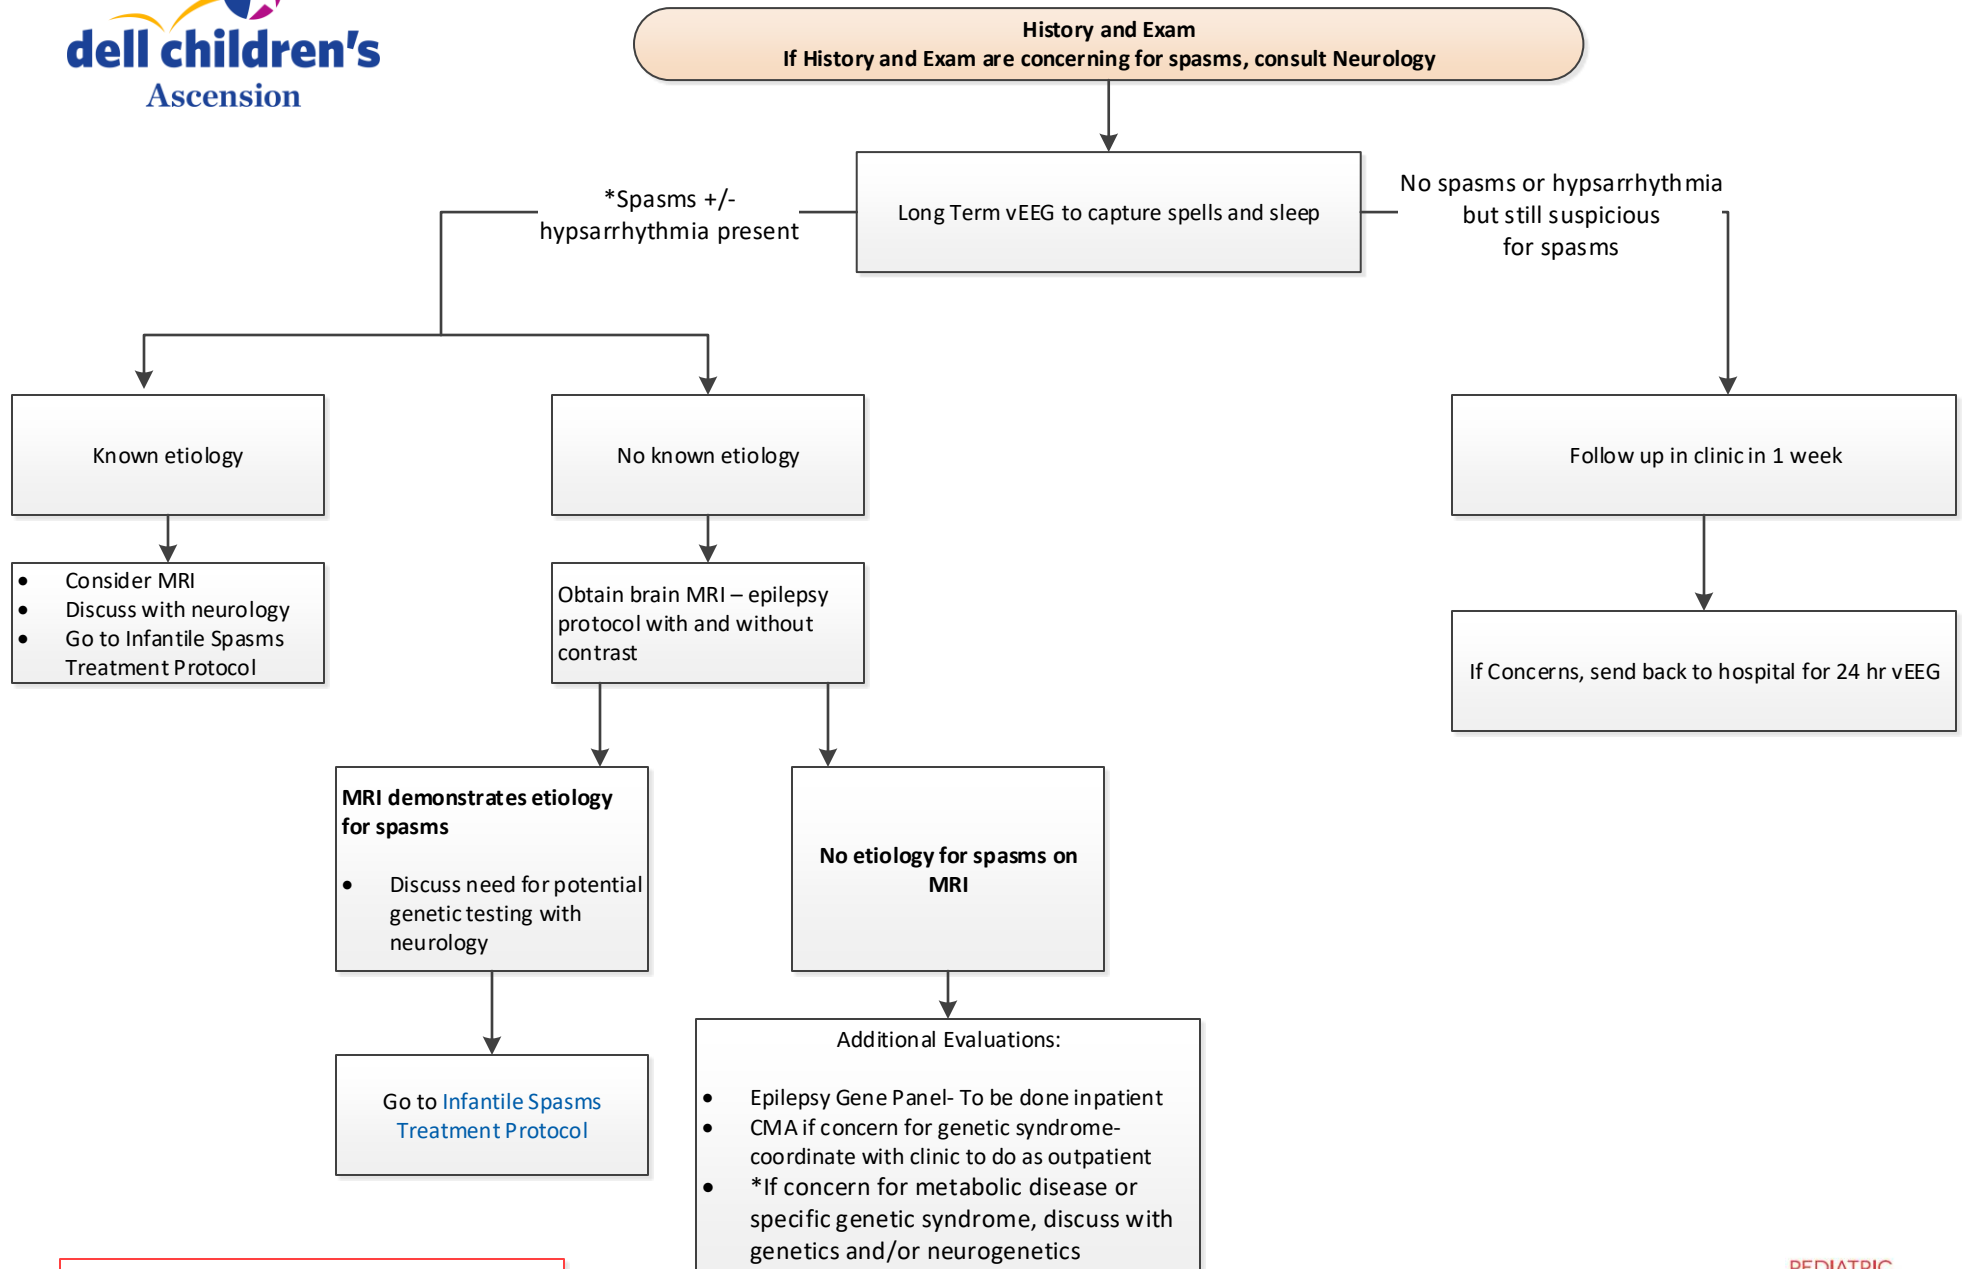 dell children's
Ascension
History and Exam
If History and Exam are concerning for spasms, consult Neurology
Long Term vEEG to capture spells and sleep
*Spasms +/-
hypsarrhythmia present
No spasms or hypsarrhythmia
but still suspicious
for spasms
Known etiology
No known etiology
Follow up in clinic in 1 week
• Consider MRI
• Discuss with neurology
• Go to Infantile Spasms
Treatment Protocol
Obtain brain MRI – epilepsy
protocol with and without
contrast
If Concerns, send back to hospital for 24 hr vEEG
MRI demonstrates etiology
for spasms
• Discuss need for potential
genetic testing with
neurology
No etiology for spasms on
MRI
Go to Infantile Spasms
Treatment Protocol
Additional Evaluations:
• Epilepsy Gene Panel- To be done inpatient
• CMA if concern for genetic syndrome-
coordinate with clinic to do as outpatient
• *If concern for metabolic disease or
specific genetic syndrome, discuss with
genetics and/or neurogenetics
PEDIATRIC